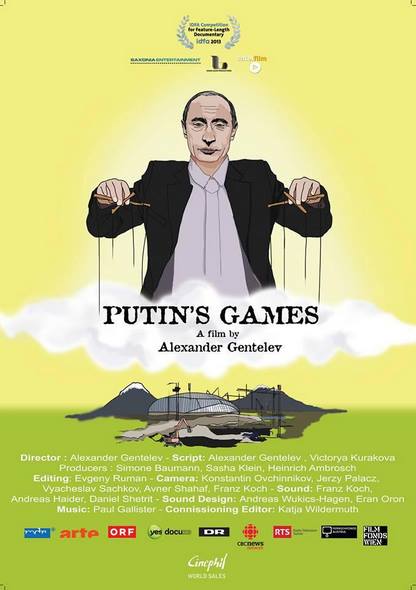 IDFA Competition
for Feature-Length
Documentary
idfa 2013
SAXONIA ENTERTAINMENT
PUTIN'S GAMES
A film by
Alexander Gentelev
Director : Alexander Gentelev - Script: Alexander Gentelev , Victorya Kurakova
Producers : Simone Baumann, Sasha Klein, Heinrich Ambrosch
Editing: Evgeny Ruman - Camera: Konstantin Ovchinnikov, Jerzy Palacz,
Vyacheslav Sachkov, Avner Shahaf, Franz Koch - Sound: Franz Koch,
Andreas Haider, Daniel Shetrit - Sound Design: Andreas Wukics-Hagen, Eran Oron
Music: Paul Gallister - Connissioning Editor: Katja Wildermuth
mdr arte ORF yes docu DR cbc news network RTS FILM FONDS WIEN
Cinephil
WORLD SALES